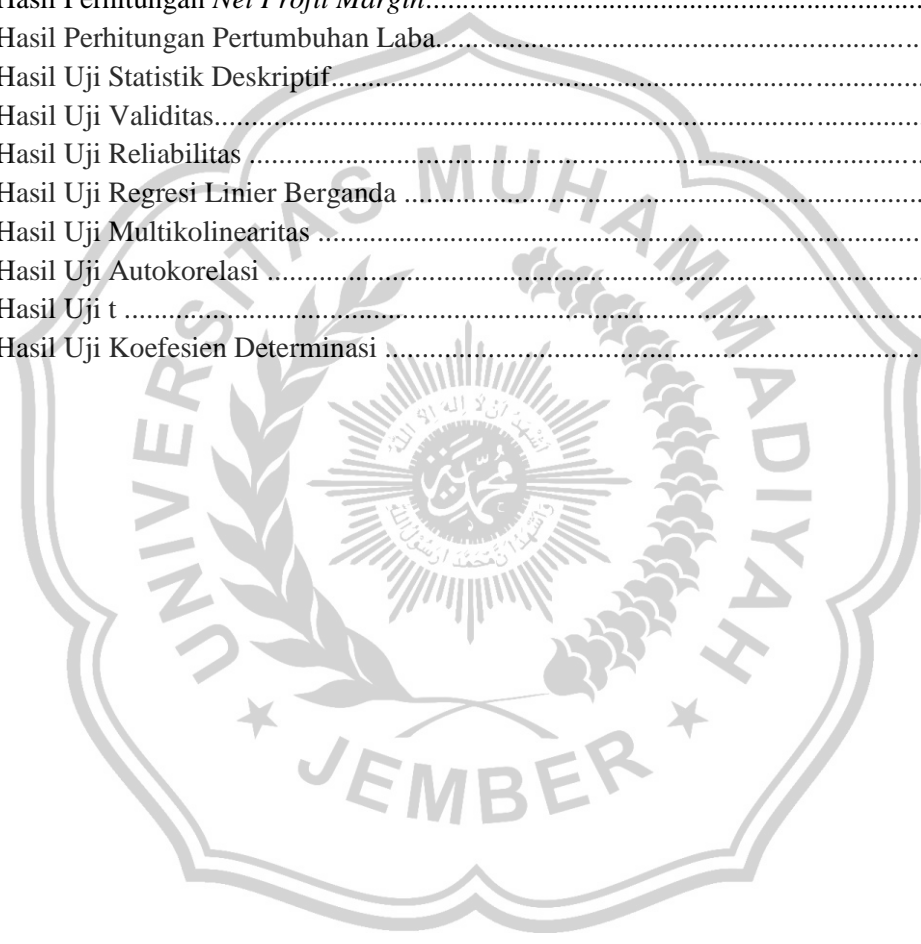 Hasil Perhitungan Net Profit Margin
Hasil Perhitungan Pertumbuhan Laba
Hasil Uji Statistik Deskriptif
Hasil Uji Validitas
Hasil Uji Reliabilitas
Hasil Uji Regresi Linier Berganda
Hasil Uji Multikolinearitas
Hasil Uji Autokorelasi
Hasil Uji t
Hasil Uji Koefesien Determinasi
UNIVERSITAS MUHAMMADIYAH
JEMBER